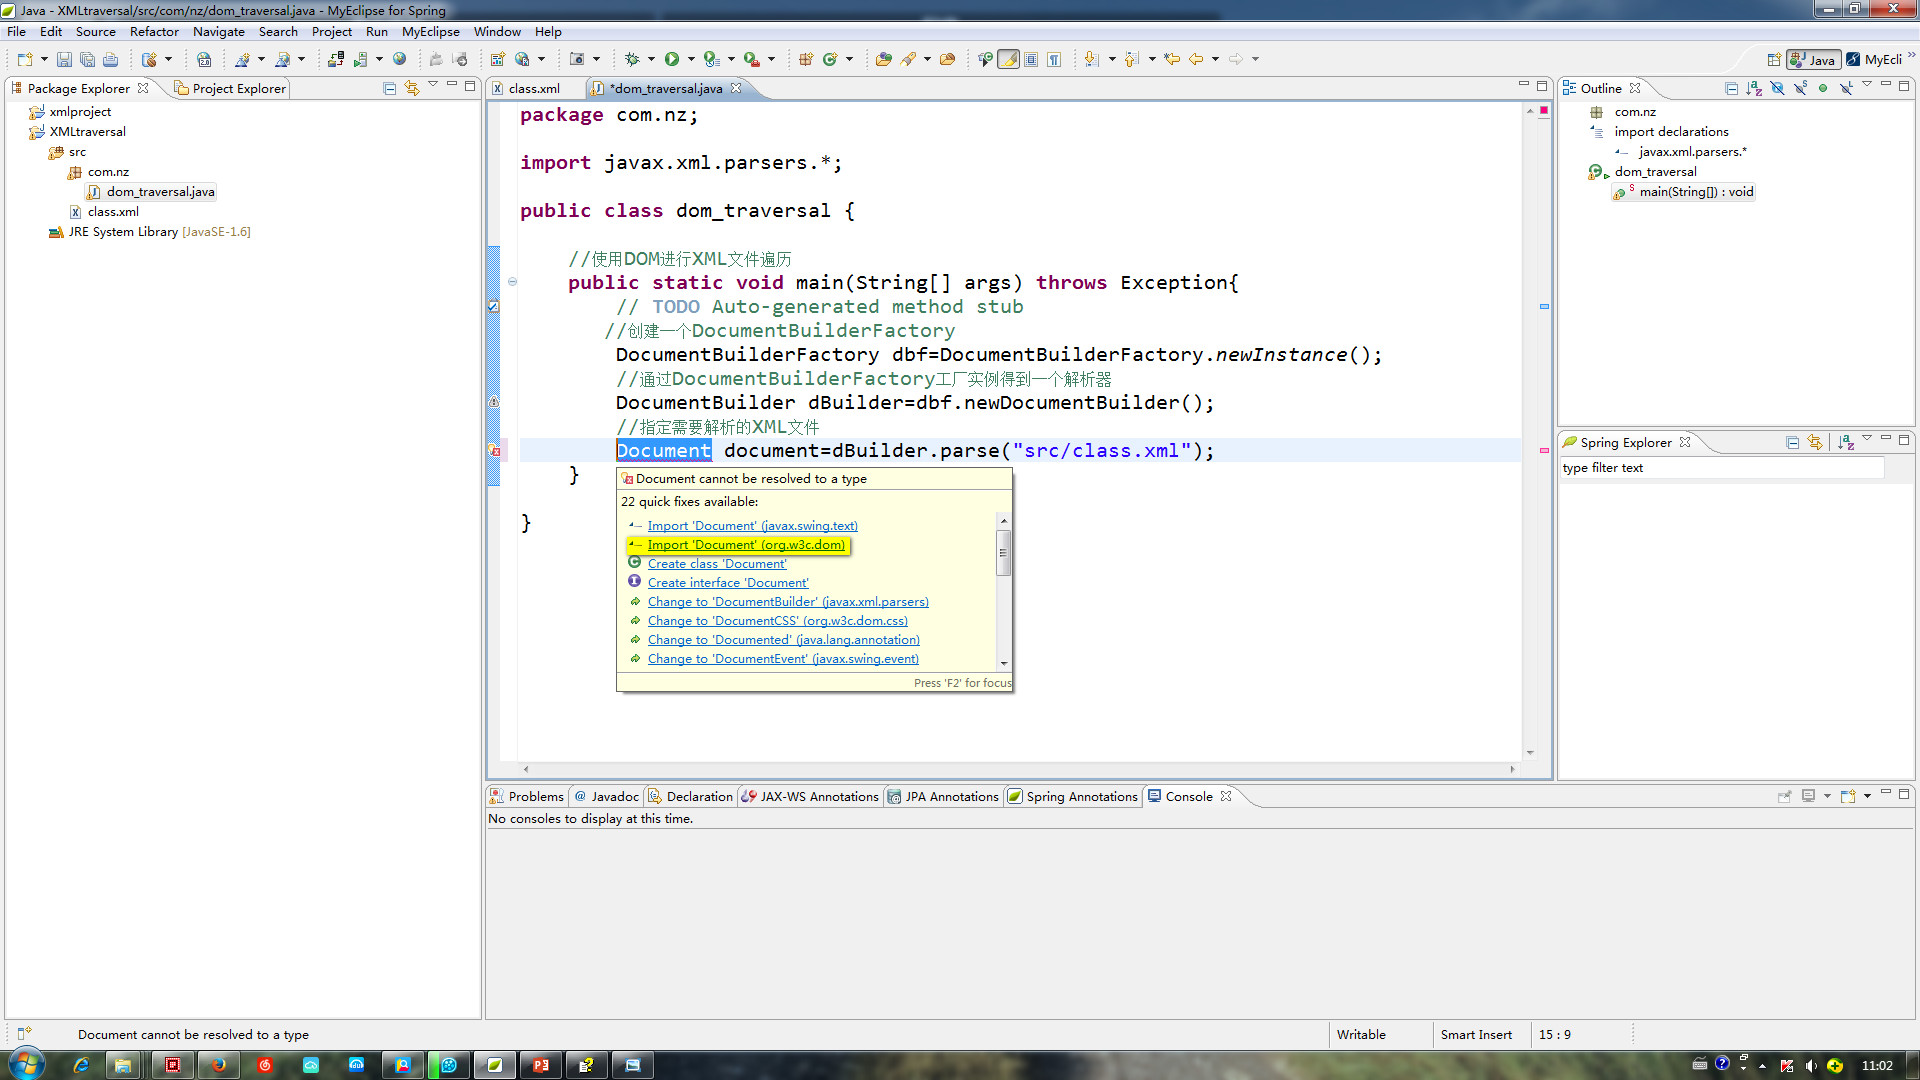 Java - XMLtraversal/src/com/nz/dom_traversal.java - MyEclipse for Spring
File Edit Source Refactor Navigate Search Project Run MyEclipse Window Help
Java MyEcli
Package Explorer Project Explorer
xmlproject
XMLtraversal
src
com.nz
dom_traversal.java
class.xml
JRE System Library [JavaSE-1.6]
class.xml *dom_traversal.java
package com.nz;
import javax.xml.parsers.*;
public class dom_traversal {
//使用DOM进行XML文件遍历
public static void main(String[] args) throws Exception{
// TODO Auto-generated method stub
//创建一个DocumentBuilderFactory
DocumentBuilderFactory dbf=DocumentBuilderFactory.newInstance();
//通过DocumentBuilderFactory工厂实例得到一个解析器
DocumentBuilder dBuilder=dbf.newDocumentBuilder();
//指定需要解析的XML文件
Document document=dBuilder.parse("src/class.xml");
}
}
Document cannot be resolved to a type
22 quick fixes available:
Import 'Document' (javax.swing.text)
Import 'Document' (org.w3c.dom)
Create class 'Document'
Create interface 'Document'
Change to 'DocumentBuilder' (javax.xml.parsers)
Change to 'DocumentCSS' (org.w3c.dom.css)
Change to 'Documented' (java.lang.annotation)
Change to 'DocumentEvent' (javax.swing.event)
Press 'F2' for focus
Outline
com.nz
import declarations
javax.xml.parsers.*
dom_traversal
main(String[]) : void
Spring Explorer
type filter text
Problems Javadoc Declaration JAX-WS Annotations JPA Annotations Spring Annotations Console
No consoles to display at this time.
Document cannot be resolved to a type
Writable Smart Insert 15 : 9
11:02